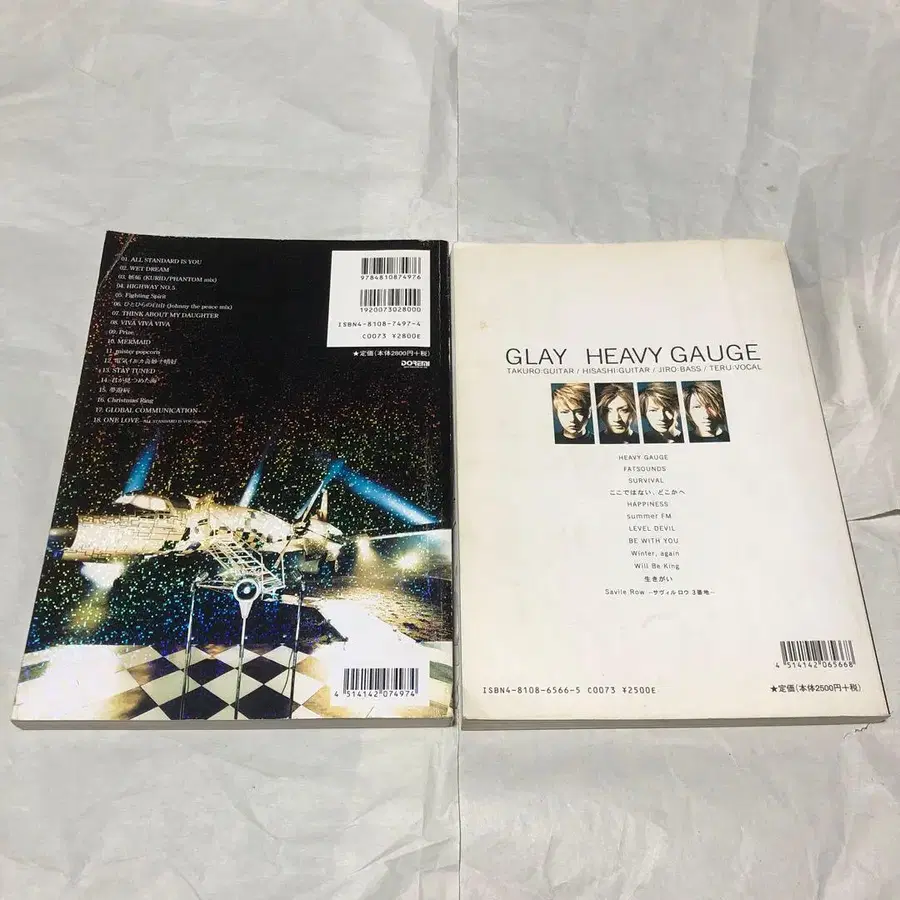 01. ALL STANDARD IS YOU
02. WET DREAM
03. 嫉妬 (KURID/PHANTOM mix)
04. HIGHWAY NO.5
05. Fighting Spirit
06. ひとひらの自由 (Johnny the peace mix)
07. THINK ABOUT MY DAUGHTER
08. VIVA VIVA VIVA
09. Prize
10. MERMAID
11. mister popcorn
12. 電気イルカ奇妙ナ嗜好
13. STAY TUNED
14. 君が見つめた海
15. 夢遊病
16. Christmas Ring
17. GLOBAL COMMUNICATION
18. ONE LOVE -ALL STANDARD IS YOU reprise-
9784810874976
1920073028000
ISBN4-8108-7497-4
C0073 ¥2800E
★定価(本体2800円+税)
DOREMI
4514142074974
GLAY HEAVY GAUGE
TAKURO:GUITAR / HISASHI:GUITAR / JIRO:BASS / TERU:VOCAL
HEAVY GAUGE
FATSOUNDS
SURVIVAL
ここではない、どこかへ
HAPPINESS
summer FM
LEVEL DEVIL
BE WITH YOU
Winter, again
Will Be King
生きがい
Savile Row ～サヴィル ロウ 3番地～
4514142065668
ISBN4-8108-6566-5 C0073 ¥2500E
★定価(本体2500円+税)